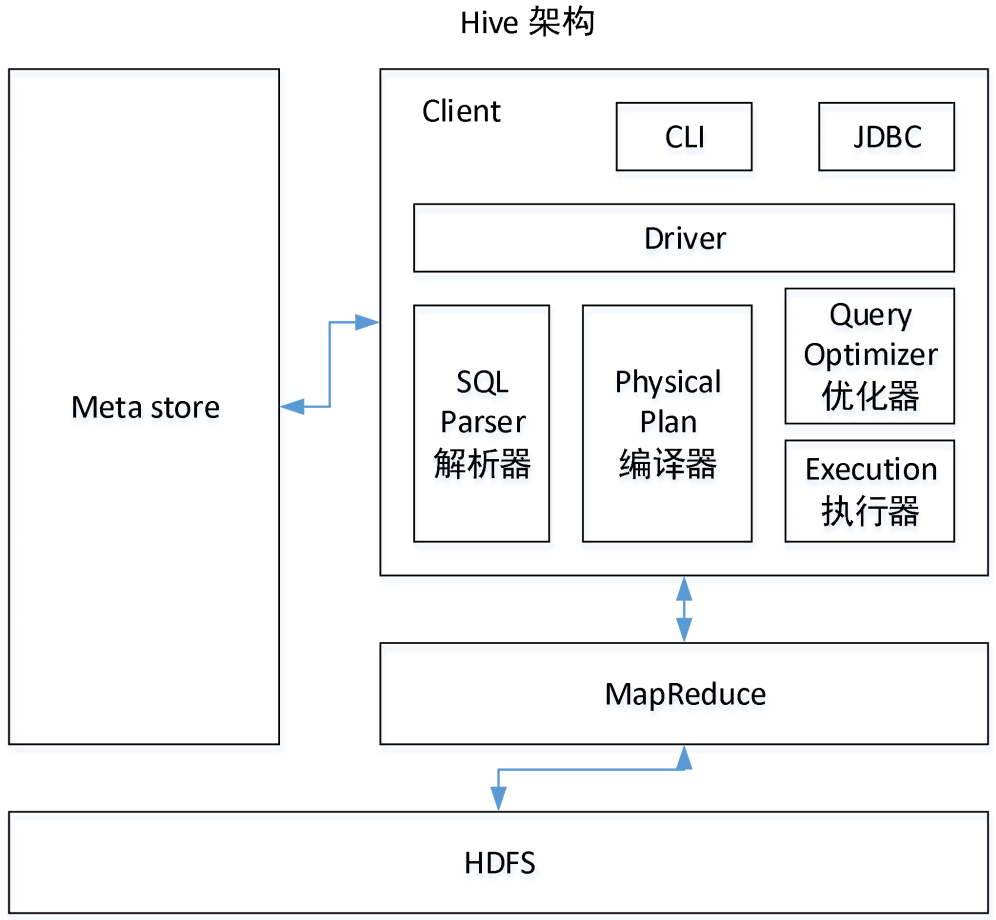 Hive 架构
Client
CLI
JDBC
Driver
Meta store
SQL
Parser
解析器
Physical
Plan
编译器
Query
Optimizer
优化器
Execution
执行器
MapReduce
HDFS